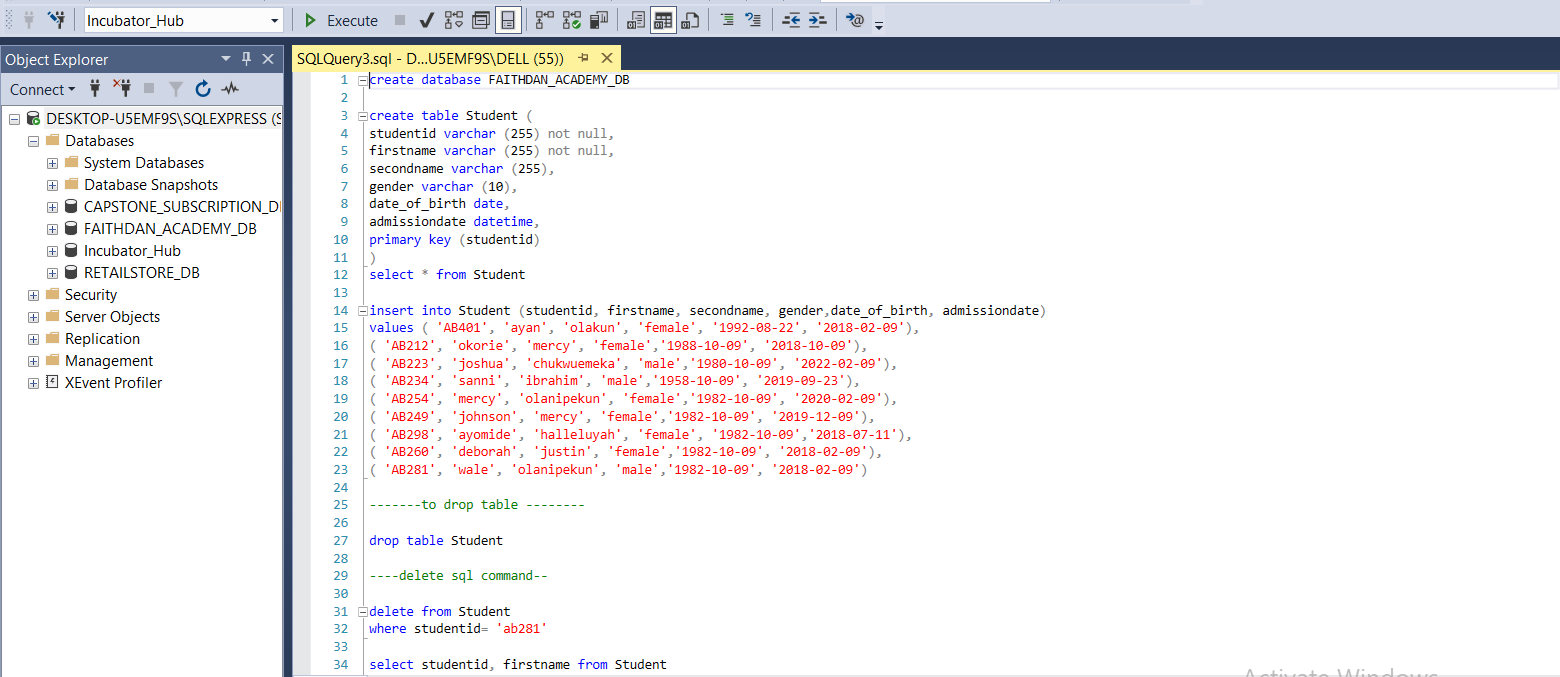 Incubator_Hub
Execute
Object Explorer
SQLQuery3.sql - D...U5EMF9S\DELL (55))
Connect
DESKTOP-U5EMF9S\SQLEXPRESS (S
Databases
System Databases
Database Snapshots
CAPSTONE_SUBSCRIPTION_D
FAITHDAN_ACADEMY_DB
Incubator_Hub
RETAILSTORE_DB
Security
Server Objects
Replication
Management
XEvent Profiler
1 create database FAITHDAN_ACADEMY_DB
2
3 create table Student (
4 studentid varchar (255) not null,
5 firstname varchar (255) not null,
6 secondname varchar (255),
7 gender varchar (10),
8 date_of_birth date,
9 admissiondate datetime,
10 primary key (studentid)
11 )
12 select * from Student
13
14 insert into Student (studentid, firstname, secondname, gender,date_of_birth, admissiondate)
15 values ( 'AB401', 'ayan', 'olakun', 'female', '1992-08-22', '2018-02-09'),
16 ( 'AB212', 'okorie', 'mercy', 'female','1988-10-09', '2018-10-09'),
17 ( 'AB223', 'joshua', 'chukwuemeka', 'male','1980-10-09', '2022-02-09'),
18 ( 'AB234', 'sanni', 'ibrahim', 'male','1958-10-09', '2019-09-23'),
19 ( 'AB254', 'mercy', 'olanipekun', 'female','1982-10-09', '2020-02-09'),
20 ( 'AB249', 'johnson', 'mercy', 'female','1982-10-09', '2019-12-09'),
21 ( 'AB298', 'ayomide', 'halleluyah', 'female', '1982-10-09','2018-07-11'),
22 ( 'AB260', 'deborah', 'justin', 'female','1982-10-09', '2018-02-09'),
23 ( 'AB281', 'wale', 'olanipekun', 'male','1982-10-09', '2018-02-09')
24
25 -------to drop table --------
26
27 drop table Student
28
29 ----delete sql command--
30
31 delete from Student
32 where studentid= 'ab281'
33
34 select studentid, firstname from Student
Activate Windows